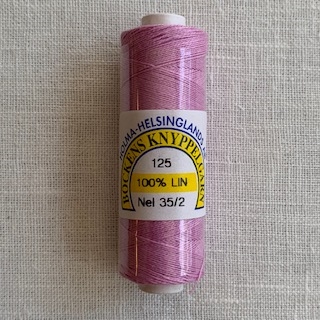 HOLMA-HELSINGLANDS
BOCKENS KNYPPELGARN
125
100% LIN
Nel 35/2